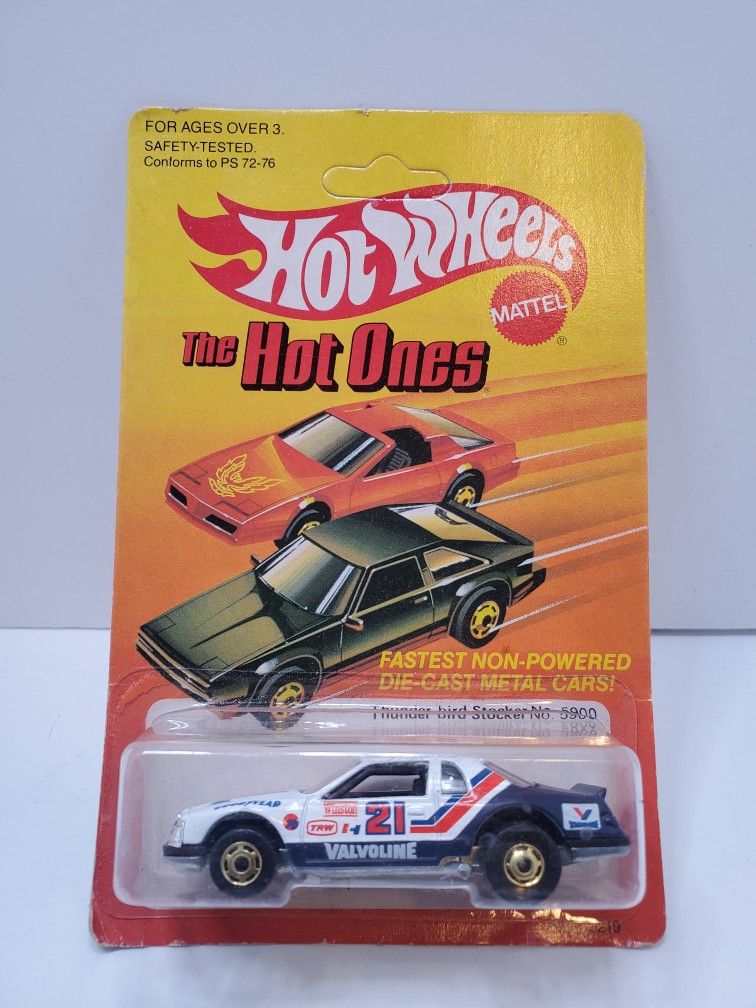 FOR AGES OVER 3.
SAFETY-TESTED.
Conforms to PS 72-76
HOT WHEELS
MATTEL
®
The Hot Ones
FASTEST NON-POWERED
DIE-CAST METAL CARS!
Thunder bird Stocker No. 5900
GOODYEAR
Winston
TRW
21
VALVOLINE
V